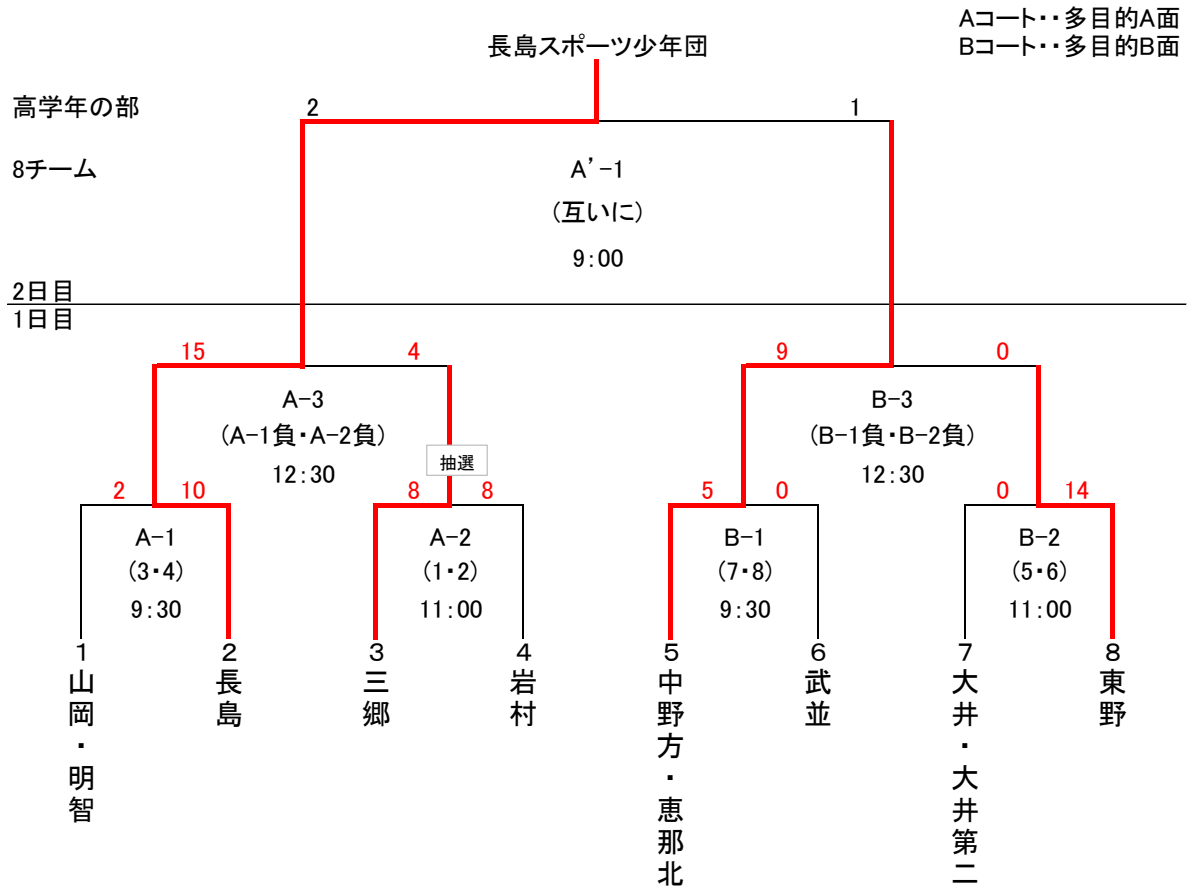 Aコート・・多目的A面
長島スポーツ少年団
Bコート・・多目的B面
高学年の部
2
1
8チーム
A’-1
(互いに)
9:00
2日目
1日目
15
4
9
0
A-3
B-3
(A-1負・A-2負)
(B-1負・B-2負)
抽選
12:30
12:30
2
10
8
8
5
0
0
14
A-1
A-2
B-1
B-2
(3・4)
(1・2)
(7・8)
(5・6)
9:30
11:00
9:30
11:00
1
2
3
4
5
6
7
8
山岡・明智
長島
三郷
岩村
中野方・恵那北
武並
大井・大井第二
東野